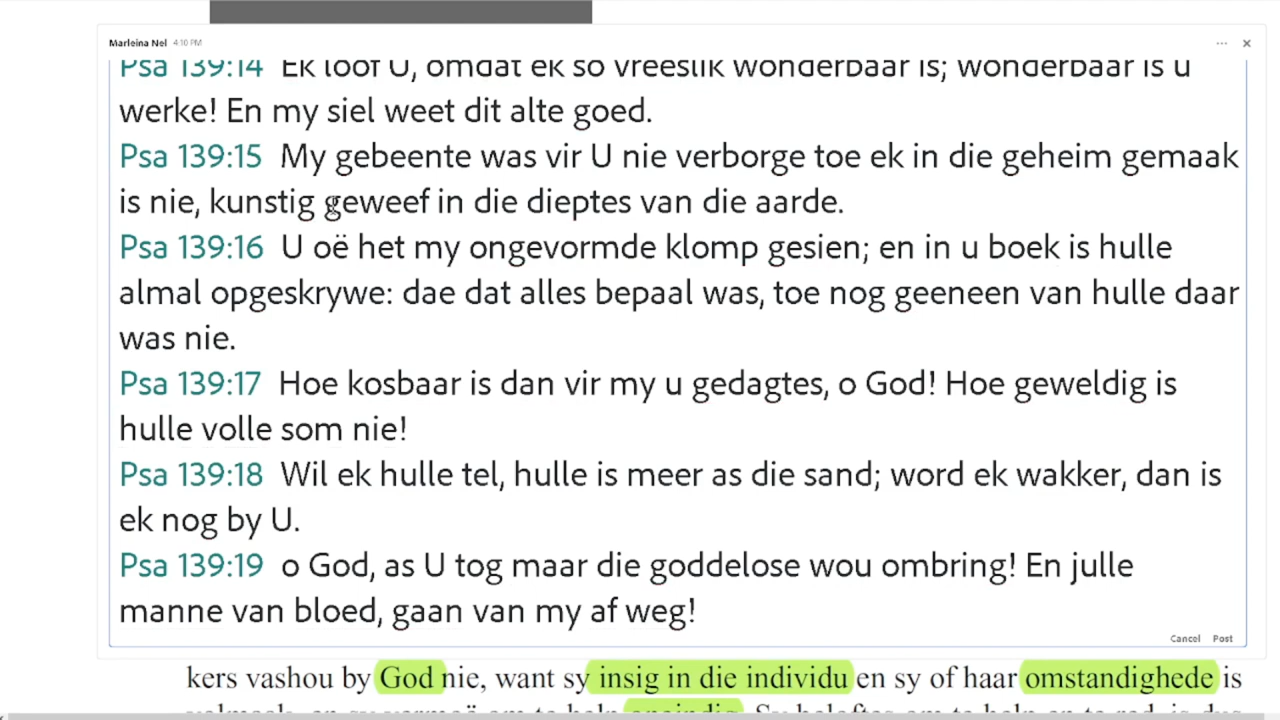 Marleina Nel 4:10 PM
Psa 139:14 Ek loof U, omdat ek so vreeslik wonderbaar is; wonderbaar is u
werke! En my siel weet dit alte goed.
Psa 139:15 My gebeente was vir U nie verborge toe ek in die geheim gemaak
is nie, kunstig geweef in die dieptes van die aarde.
Psa 139:16 U oë het my ongevormde klomp gesien; en in u boek is hulle
almal opgeskrywe: dae dat alles bepaal was, toe nog geeneen van hulle daar
was nie.
Psa 139:17 Hoe kosbaar is dan vir my u gedagtes, o God! Hoe geweldig is
hulle volle som nie!
Psa 139:18 Wil ek hulle tel, hulle is meer as die sand; word ek wakker, dan is
ek nog by U.
Psa 139:19 o God, as U tog maar die goddelose wou ombring! En julle
manne van bloed, gaan van my af weg!
Cancel Post
kers vashou by God nie, want sy insig in die individu en sy of haar omstandighede is